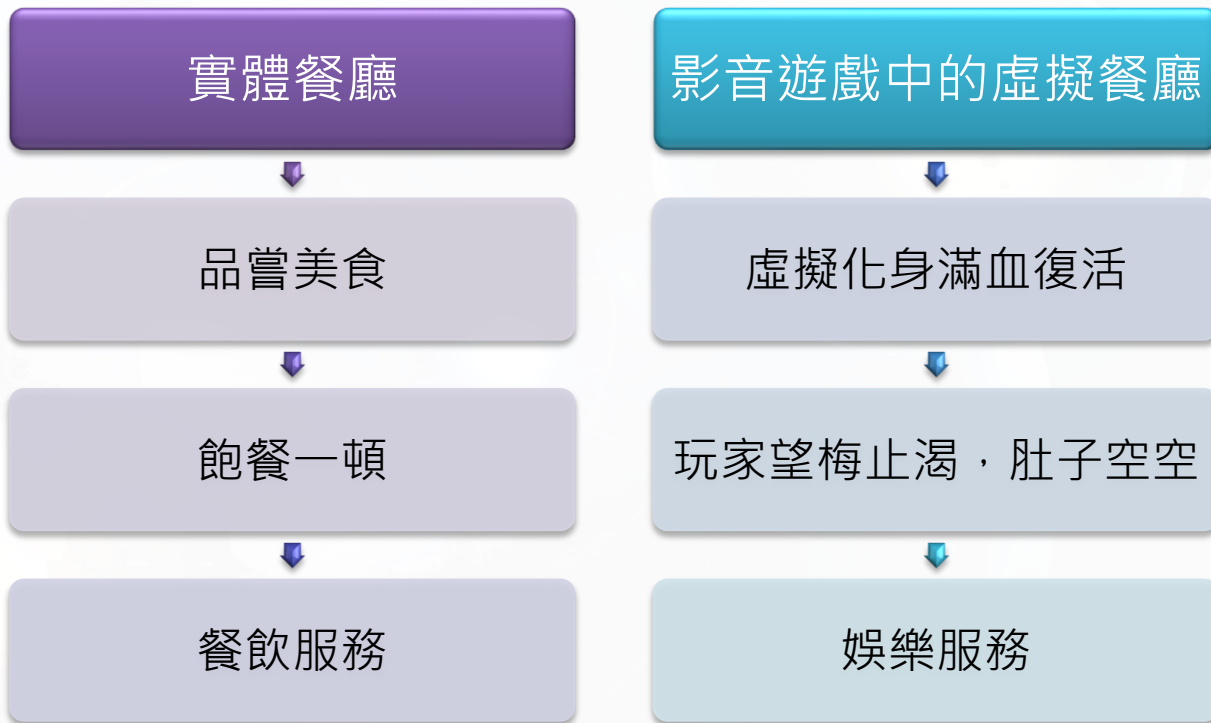 實體餐廳
品嘗美食
飽餐一頓
餐飲服務
影音遊戲中的虛擬餐廳
虛擬化身滿血復活
玩家望梅止渴，肚子空空
娛樂服務